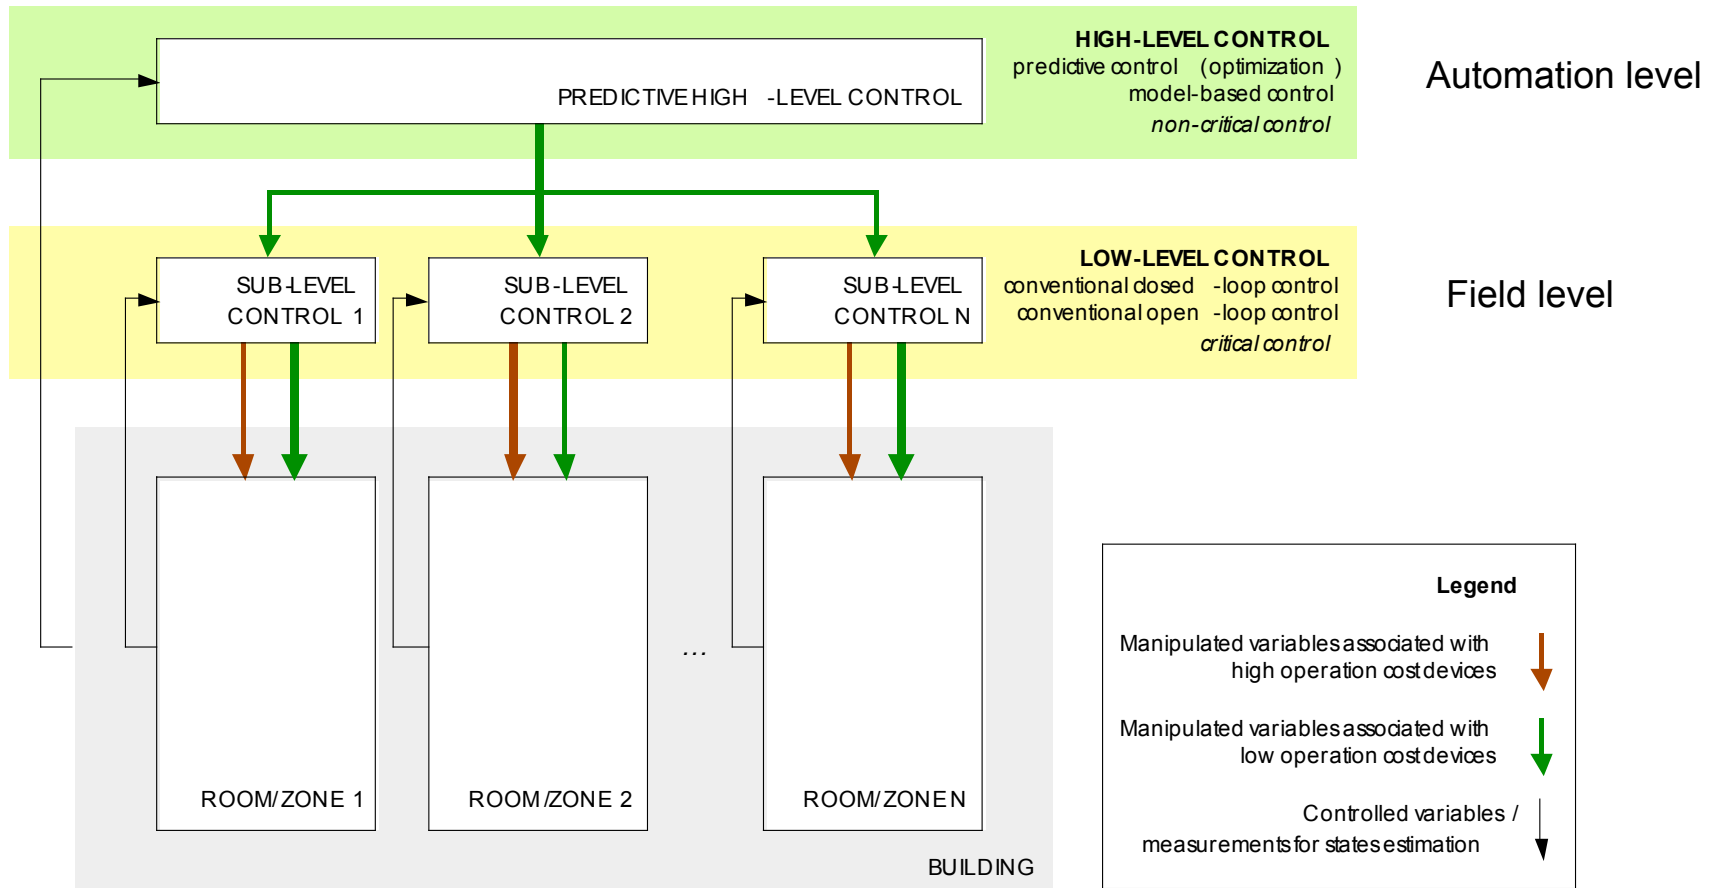 HIGH-LEVEL CONTROL
predictive control (optimization )
model-based control
non-critical control
PREDICTIVE HIGH -LEVEL CONTROL
Automation level
LOW-LEVEL CONTROL
conventional closed -loop control
conventional open -loop control
critical control
Field level
SUB-LEVEL
CONTROL 1
SUB-LEVEL
CONTROL 2
SUB-LEVEL
CONTROL N
...
ROOM/ZONE 1
ROOM/ZONE 2
ROOM/ZONE N
BUILDING
Legend
Manipulated variables associated with
high operation cost devices
Manipulated variables associated with
low operation cost devices
Controlled variables /
measurements for states estimation